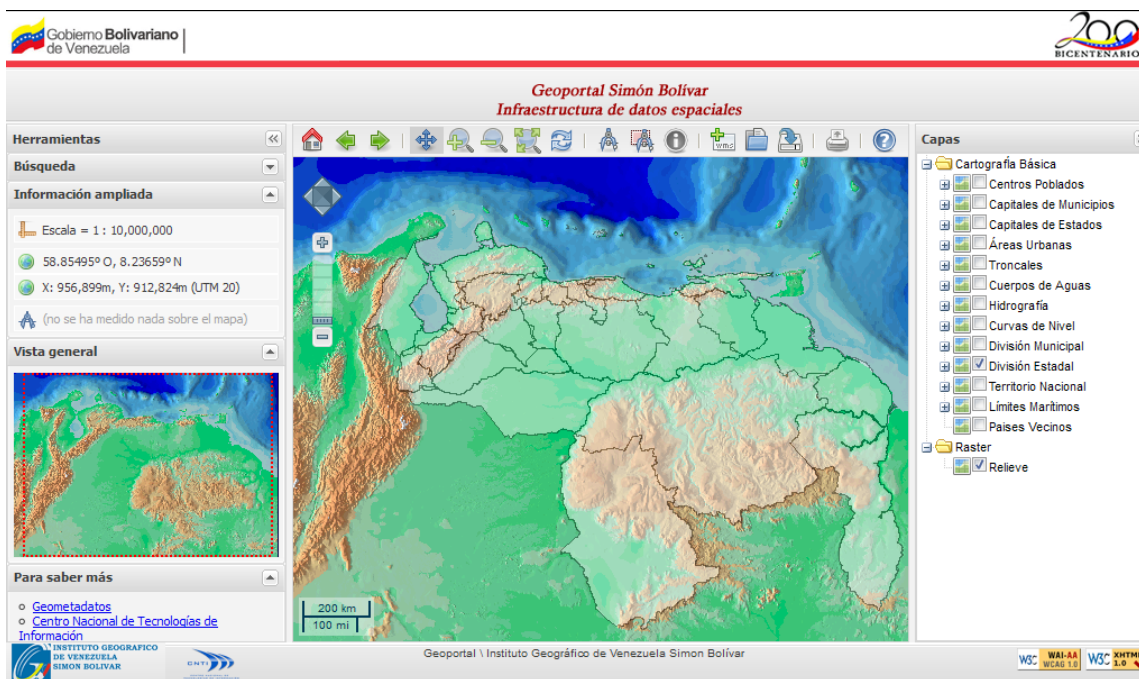 Gobierno Bolivariano
de Venezuela
200
BICENTENARIO
Geoportal Simón Bolívar
Infraestructura de datos espaciales
Herramientas
Búsqueda
Información ampliada
Escala = 1 : 10,000,000
58.85495º O, 8.23659º N
X: 956,899m, Y: 912,824m (UTM 20)
(no se ha medido nada sobre el mapa)
Vista general
Para saber más
Geometadatos
Centro Nacional de Tecnologías de
Información
wms
200 km
100 mi
Capas
Cartografía Básica
Centros Poblados
Capitales de Municipios
Capitales de Estados
Áreas Urbanas
Troncales
Cuerpos de Aguas
Hidrografía
Curvas de Nivel
División Municipal
División Estadal
Territorio Nacional
Límites Marítimos
Paises Vecinos
Raster
Relieve
INSTITUTO GEOGRAFICO
DE VENEZUELA
SIMON BOLIVAR
CNTI
Geoportal \ Instituto Geográfico de Venezuela Simon Bolívar
W3C WAI-AA
WCAG 1.0
W3C XHTML
1.0